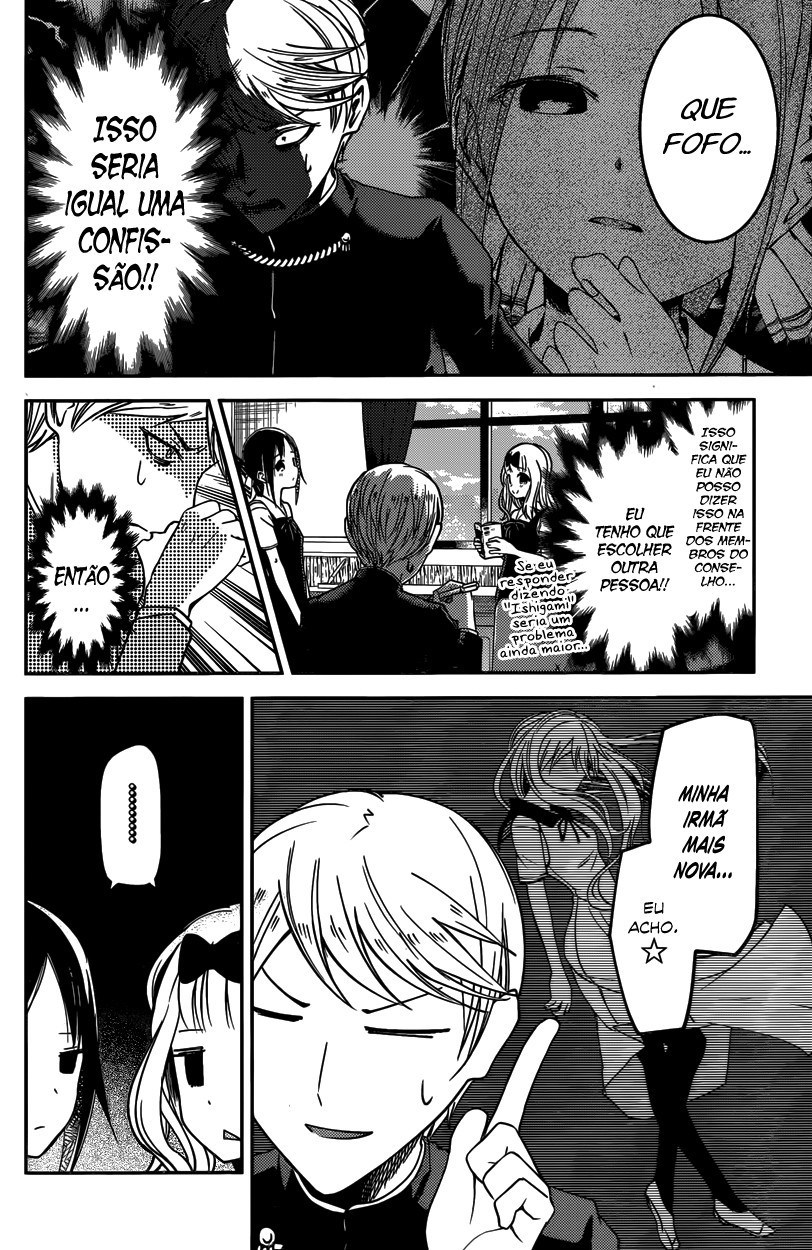 QUE
FOFO...
ISSO
SERIA
IGUAL UMA
CONFIS-
SÃO!!
ISSO
SIGNI-
FICA QUE
EU NÃO
POSSO
DIZER
ISSO NA
FRENTE
DOS MEM-
BROS DO
CONSE-
LHO...
EU
TENHO QUE
ESCOLHER
OUTRA
PESSOA!!
Se eu
responder
dizendo
"Ishigami"
seria um
problema
ainda maior...
ENTÃO
...
MINHA
IRMÃ
MAIS
NOVA...
EU
ACHO.
☆
..........